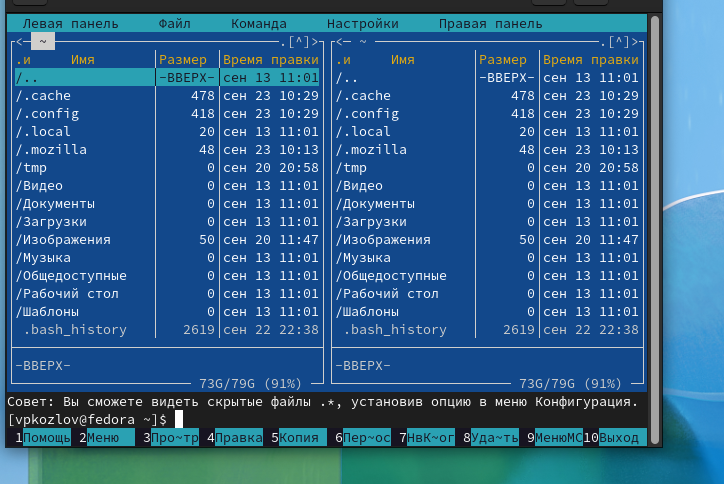 Левая панель Файл Команда Настройки Правая панель
<─ ~ .[^]> <─ ~ .[^]>
.и Имя Размер Время правки .и Имя Размер Время правки
/.. -ВВЕРХ- сен 13 11:01 /.. -ВВЕРХ- сен 13 11:01
/.cache 478 сен 23 10:29 /.cache 478 сен 23 10:29
/.config 418 сен 23 10:29 /.config 418 сен 23 10:29
/.local 20 сен 13 11:01 /.local 20 сен 13 11:01
/.mozilla 48 сен 23 10:13 /.mozilla 48 сен 23 10:13
/tmp 0 сен 20 20:58 /tmp 0 сен 20 20:58
/Видео 0 сен 13 11:01 /Видео 0 сен 13 11:01
/Документы 0 сен 13 11:01 /Документы 0 сен 13 11:01
/Загрузки 0 сен 13 11:01 /Загрузки 0 сен 13 11:01
/Изображения 50 сен 20 11:47 /Изображения 50 сен 20 11:47
/Музыка 0 сен 13 11:01 /Музыка 0 сен 13 11:01
/Общедоступные 0 сен 13 11:01 /Общедоступные 0 сен 13 11:01
/Рабочий стол 0 сен 13 11:01 /Рабочий стол 0 сен 13 11:01
/Шаблоны 0 сен 13 11:01 /Шаблоны 0 сен 13 11:01
.bash_history 2619 сен 22 22:38 .bash_history 2619 сен 22 22:38
-ВВЕРХ- -ВВЕРХ-
73G/79G (91%) 73G/79G (91%)
Совет: Вы сможете видеть скрытые файлы .*, установив опцию в меню Конфигурация.
[vpkozlov@fedora ~]$
1Помощь 2Меню 3Про~тр 4Правка 5Копия 6Пер~ос 7НвК~ог 8Уда~ть 9МенюMC 10Выход